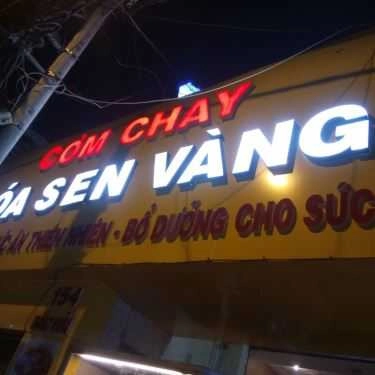 CƠM CHAY
ÓA SEN VÀNG
ĂN THIÊN NHIÊN - BỔ DƯỠNG CHO SỨC
154